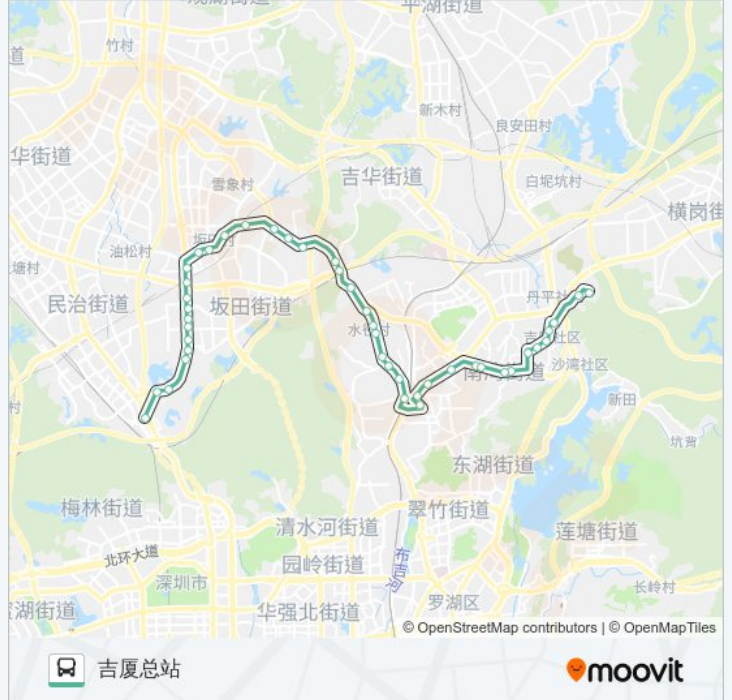 平湖街道
竹村
道
新木村
良安田村
华街道
吉华街道
白坭坑村
雪象村
横岗街
油松村
塘村
丹平社
民治街道
坂田街道
水径村
沙湾社区
新田
村
坑背
东湖街道
梅林街道
翠竹街道
清水河街道
莲塘街道
北环大道
园岭街道
布吉河
深圳市
长岭村
罗湖区
湖街道
华强北街道
© OpenStreetMap contributors | © OpenMapTiles
吉厦总站
moovit